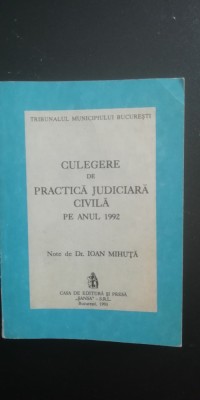 TRIBUNALUL MUNICIPIULUI BUCUREȘTI
CULEGERE
DE
PRACTICĂ JUDICIARĂ
CIVILĂ
PE ANUL 1992
Note de Dr. IOAN MIHUȚĂ
CASA DE EDITURĂ ȘI PRESĂ
„ȘANSA” - S.R.L.
București, 1993